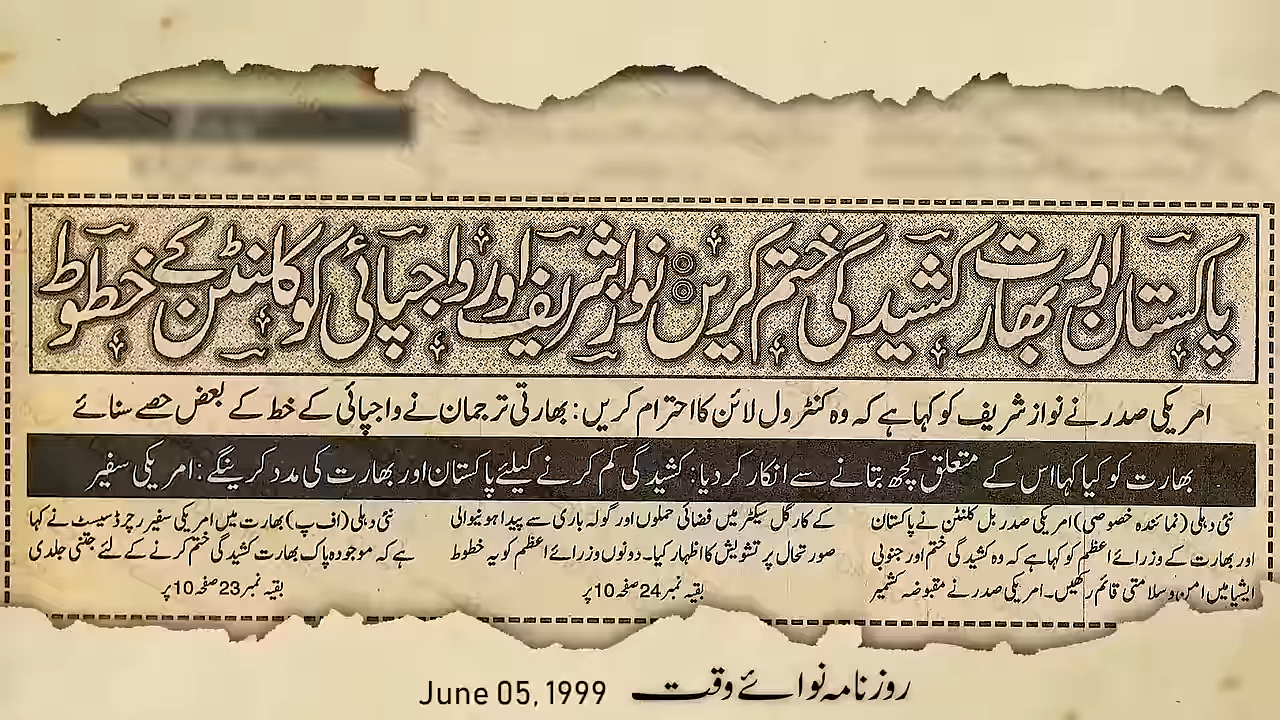 پاکستان اور بھارت کشیدگی ختم کریں ◎ نواز شریف اور واجپائی کو کلنٹن کے خطوط
امریکی صدر نے نواز شریف کو کہا ہے کہ وہ کنٹرول لائن کا احترام کریں: بھارتی ترجمان نے واجپائی کے خط کے بعض حصے سنائے
بھارت کو کیا کہا اس کے متعلق کچھ بتانے سے انکار کر دیا: کشیدگی کم کرنے کیلئے پاکستان اور بھارت کی مدد کرینگے: امریکی سفیر
نئی دہلی (نمائندہ خصوصی) امریکی صدر بل کلنٹن نے پاکستان
اور بھارت کے وزرائے اعظم کو کہا ہے کہ وہ کشیدگی ختم اور جنوبی
ایشیا میں امن و سلامتی قائم رکھیں۔ امریکی صدر نے مقبوضہ کشمیر
کے کارگل سیکٹر میں فضائی حملوں اور گولہ باری سے پیدا ہونیوالی
صورتحال پر تشویش کا اظہار کیا۔ دونوں وزرائے اعظم کو یہ خطوط
بقیہ نمبر 24 صفحہ 10 پر
نئی دہلی (اف پ) بھارت میں امریکی سفیر رچرڈ سیسٹ نے کہا
ہے کہ موجودہ پاک بھارت کشیدگی ختم کرنے کے لئے جتنی جلدی
بقیہ نمبر 23 صفحہ 10 پر
روزنامہ نوائے وقت June 05, 1999